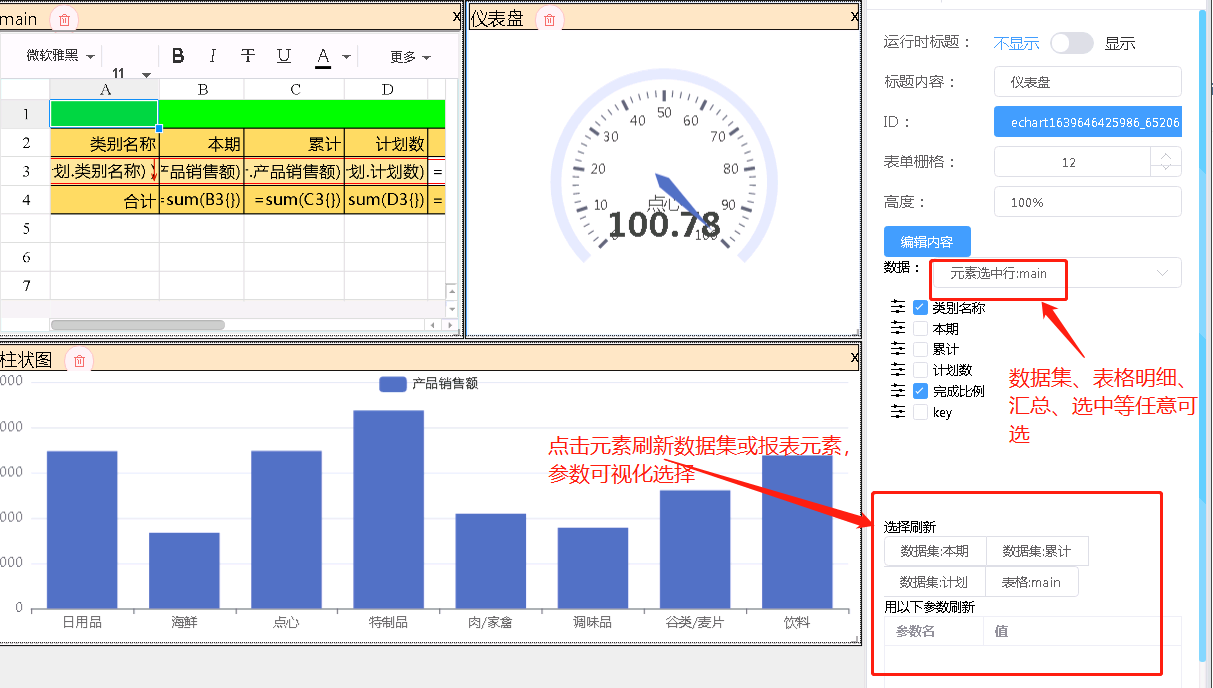 main
x
微软雅黑
11
B
I
T
U
A
更多
A
B
C
D
1
2
类别名称
本期
累计
计划数
3
划.类别名称)
产品销售额)
.产品销售额)
划.计划数)
=
4
合计
=sum(B3{})
=sum(C3{})
sum(D3{})
=
5
6
7
仪表盘
x
0
10
20
30
40
50
60
70
80
90
100
点心
100.78
柱状图
x
产品销售额
000
000
000
000
000
0
日用品
海鲜
点心
特制品
肉/家禽
调味品
谷类/麦片
饮料
点击元素刷新数据集或报表元素，
参数可视化选择
运行时标题：
不显示
显示
标题内容：
仪表盘
ID：
echart1639646425986_65206
表单栅格：
12
高度：
100%
编辑内容
数据：
元素选中行:main
类别名称
本期
累计
计划数
完成比例
key
数据集、表格明细、
汇总、选中等任意可
选
选择刷新
数据集:本期
数据集:累计
数据集:计划
表格:main
用以下参数刷新
参数名
值